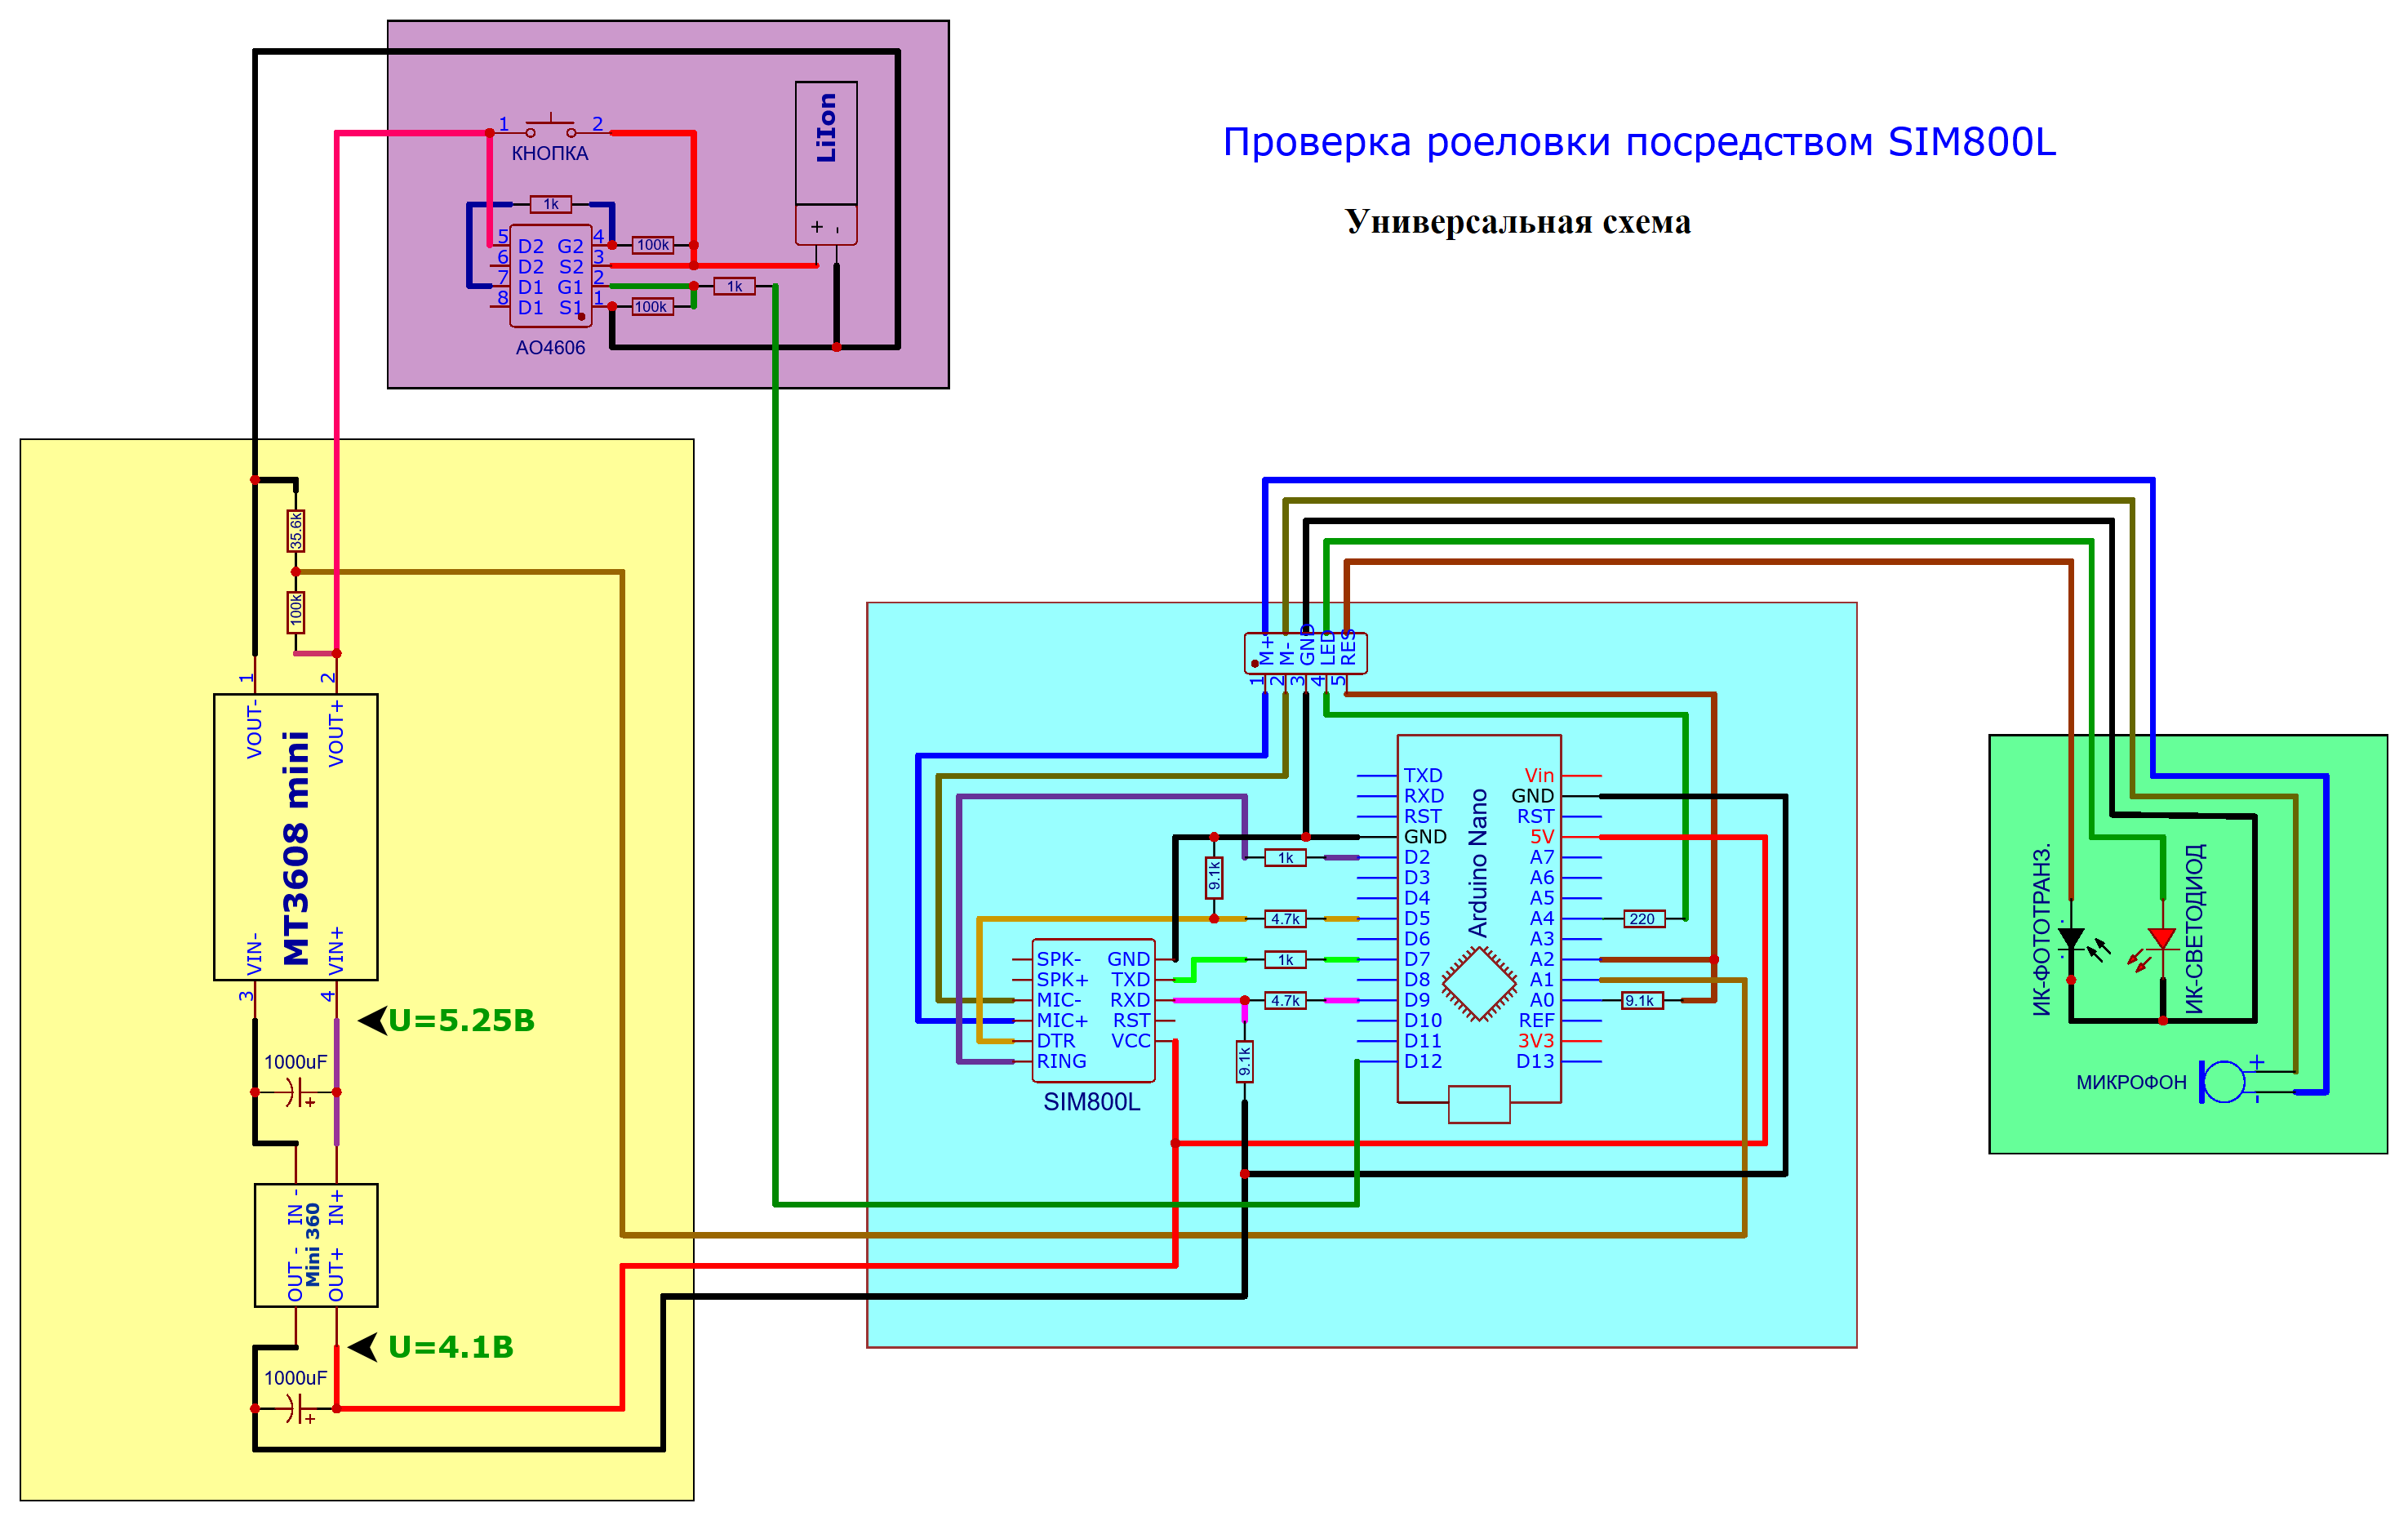 Проверка роеловки посредством SIM800L
Универсальная схема
LiIon
+ -
1 2
КНОПКА
1k
5 D2 G2 4 100k
6 D2 S2 3
7 D1 G1 2 1k
8 D1 S1 1 100k
AO4606
35.6k
100k
1 2
VOUT- VOUT+
MT3608 mini
VIN- VIN+
3 4
U=5.25В
1000uF
+
IN - IN+
Mini 360
OUT - OUT+
U=4.1В
1000uF
+
M+ M- GND LED RES
1 2 3 4 5
TXD Vin
RXD GND
RST RST
GND 5V
1k D2 A7
9.1k
D3 A6
D4 A5
4.7k D5 A4 220
D6 A3
SPK- GND 1k D7 A2
SPK+ TXD D8 A1
MIC- RXD 4.7k D9 A0 9.1k
MIC+ RST D10 REF
DTR VCC 9.1k D11 3V3
RING D12 D13
Arduino Nano
SIM800L
ИК-ФОТОТРАНЗ.
ИК-СВЕТОДИОД
МИКРОФОН
+
-